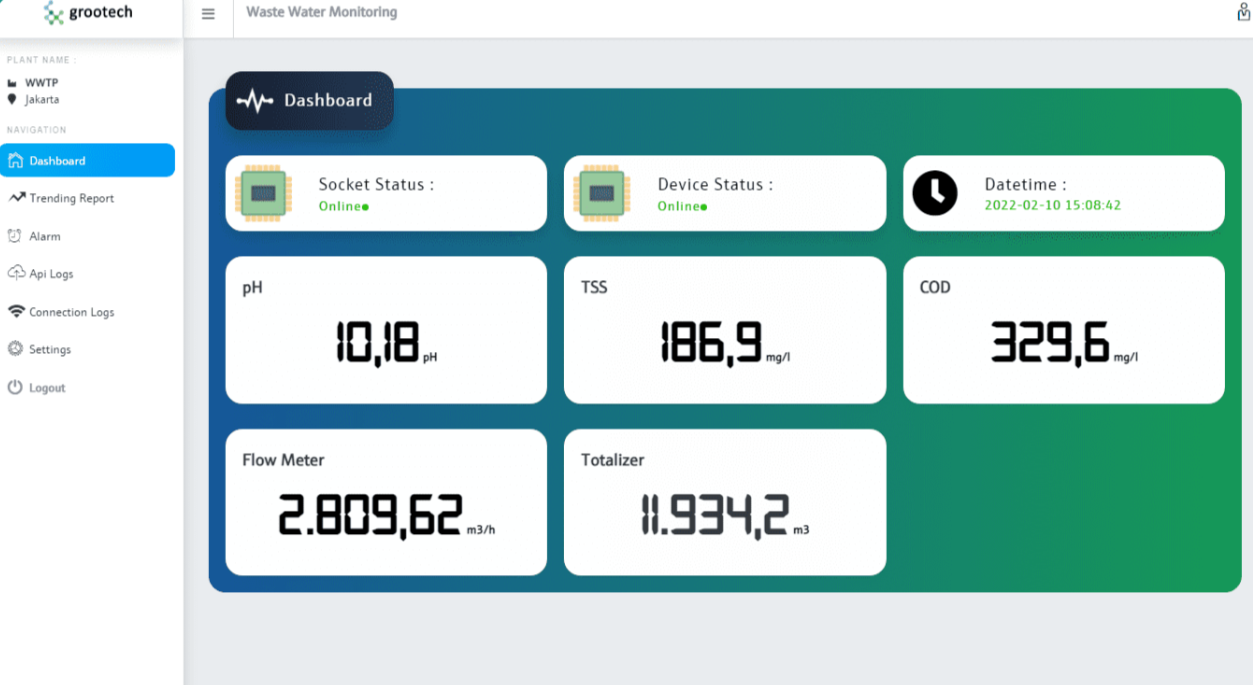 grootech
Waste Water Monitoring
PLANT NAME :
WWTP
Jakarta
NAVIGATION
Dashboard
Trending Report
Alarm
Api Logs
Connection Logs
Settings
Logout
Dashboard
Socket Status :
Online
Device Status :
Online
Datetime :
2022-02-10 15:08:42
pH
10,18 pH
TSS
186,9 mg/l
COD
329,6 mg/l
Flow Meter
2.809,62 m3/h
Totalizer
11.934,2 m3